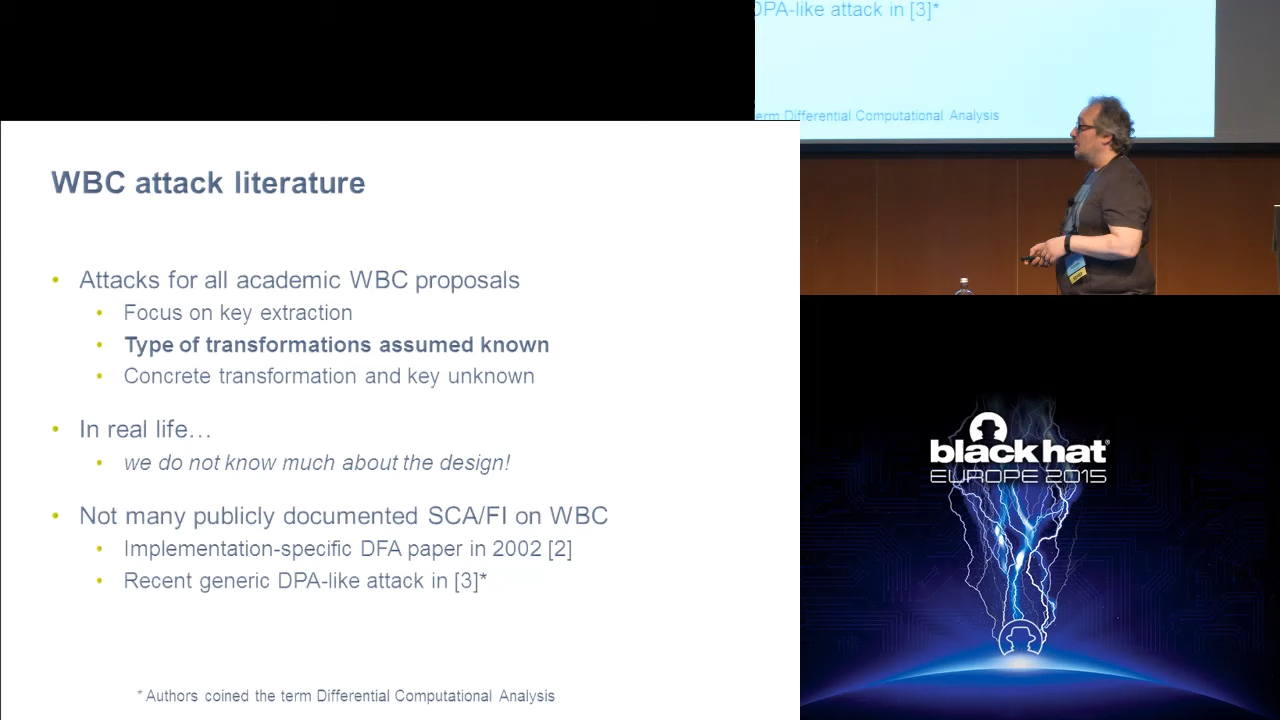 DPA-like attack in [3]*
erm Differential Computational Analysis
WBC attack literature
• Attacks for all academic WBC proposals
• Focus on key extraction
• Type of transformations assumed known
• Concrete transformation and key unknown
• In real life…
• we do not know much about the design!
• Not many publicly documented SCA/FI on WBC
• Implementation-specific DFA paper in 2002 [2]
• Recent generic DPA-like attack in [3]*
* Authors coined the term Differential Computational Analysis
black hat®
EUROPE 2015